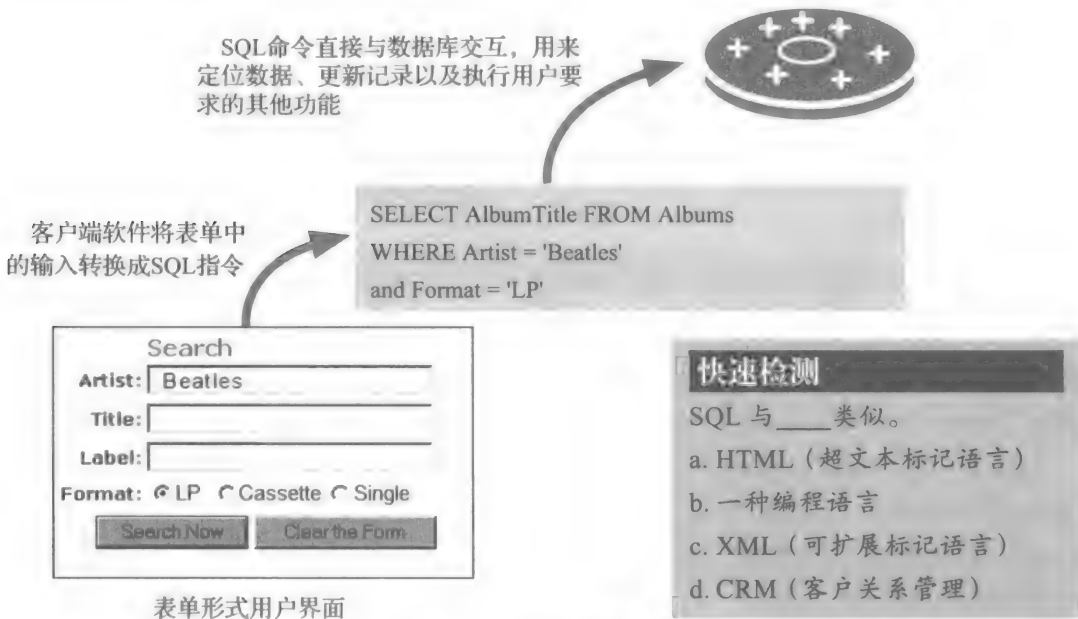 SQL命令直接与数据库交互，用来
定位数据、更新记录以及执行用户要
求的其他功能
客户端软件将表单中
的输入转换成SQL指令
SELECT AlbumTitle FROM Albums
WHERE Artist = 'Beatles'
and Format = 'LP'
Search
Artist: Beatles
Title:
Label:
Format: LP Cassette Single
Search Now Clear the Form
表单形式用户界面
快速检测
SQL 与____类似。
a. HTML（超文本标记语言）
b. 一种编程语言
c. XML（可扩展标记语言）
d. CRM（客户关系管理）